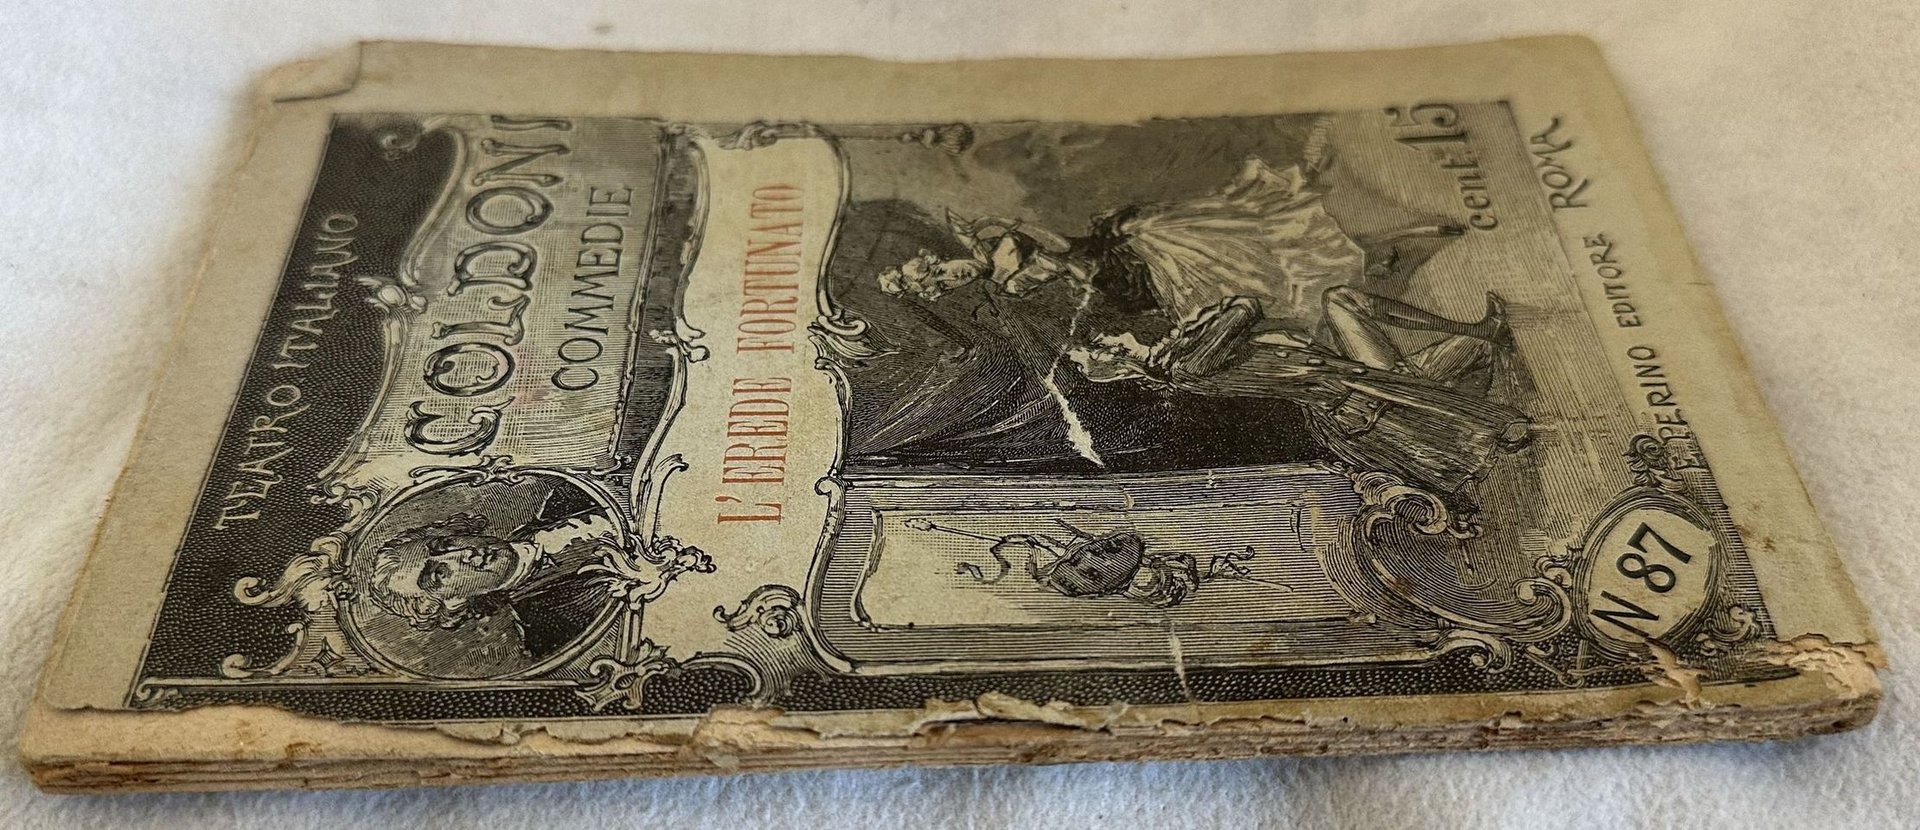 TEATRO ITALIANO
GOLDONI
COMMEDIE
L'EREDE FORTUNATO
cent. 15
N 87
E. PERINO EDITORE ROMA